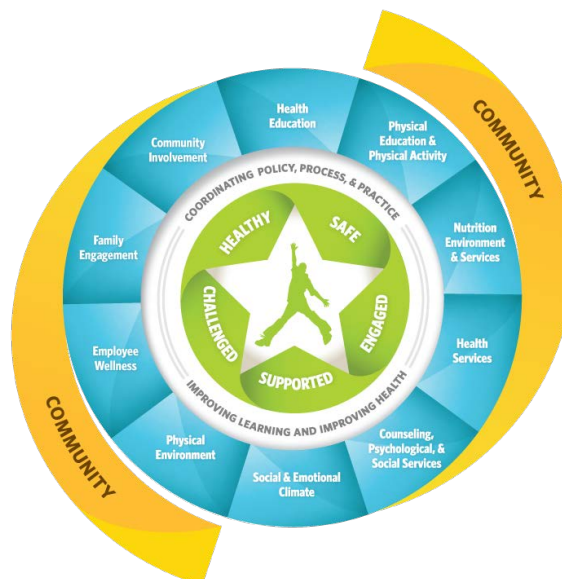 COMMUNITY
Health
Education
Physical
Education &
Physical Activity
Nutrition
Environment
& Services
Health
Services
Counseling,
Psychological, &
Social Services
Social & Emotional
Climate
Physical
Environment
Employee
Wellness
Family
Engagement
Community
Involvement
COORDINATING POLICY, PROCESS, & PRACTICE
IMPROVING LEARNING AND IMPROVING HEALTH
HEALTHY
SAFE
ENGAGED
SUPPORTED
CHALLENGED
COMMUNITY